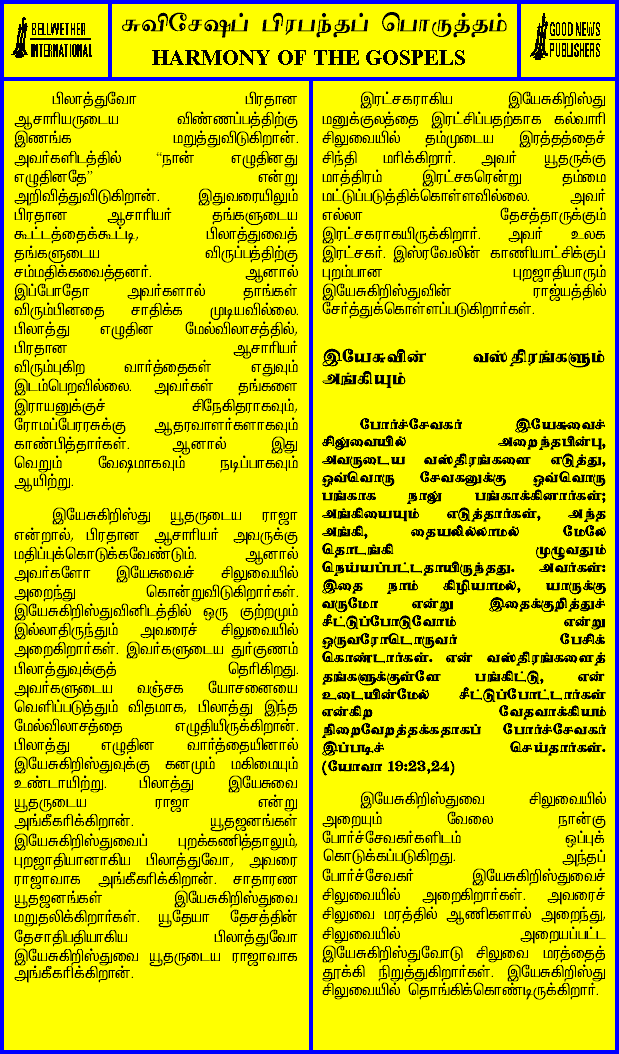 BELLWETHER
INTERNATIONAL
சுவிசேஷப் பிரபந்தப் பொருத்தம்
HARMONY OF THE GOSPELS
GOOD NEWS
PUBLISHERS
பிலாத்துவோ பிரதான
ஆசாரியருடைய விண்ணப்பத்திற்கு
இணங்க மறுத்துவிடுகிறான்.
அவர்களிடத்தில் “நான் எழுதினது
எழுதினதே” என்று
அறிவித்துவிடுகிறான். இதுவரையிலும்
பிரதான ஆசாரியர் தங்களுடைய
கூட்டத்தைக்கூட்டி, பிலாத்துவைத்
தங்களுடைய விருப்பத்திற்கு
சம்மதிக்கவைத்தனர். ஆனால்
இப்போதோ அவர்களால் தாங்கள்
விரும்பினதை சாதிக்க முடியவில்லை.
பிலாத்து எழுதின மேல்விலாசத்தில்,
பிரதான ஆசாரியர்
விரும்புகிற வார்த்தைகள் எதுவும்
இடம்பெறவில்லை. அவர்கள் தங்களை
இராயனுக்குச் சிநேகிதராகவும்,
ரோமப்பேரரசுக்கு ஆதரவாளர்களாகவும்
காண்பித்தார்கள். ஆனால் இது
வெறும் வேஷமாகவும் நடிப்பாகவும்
ஆயிற்று.
இயேசுகிறிஸ்து யூதருடைய ராஜா
என்றால், பிரதான ஆசாரியர் அவருக்கு
மதிப்புக்கொடுக்கவேண்டும். ஆனால்
அவர்களோ இயேசுவைச் சிலுவையில்
அறைந்து கொன்றுவிடுகிறார்கள்.
இயேசுகிறிஸ்துவினிடத்தில் ஒரு குற்றமும்
இல்லாதிருந்தும் அவரைச் சிலுவையில்
அறைகிறார்கள். இவர்களுடைய துர்குணம்
பிலாத்துவுக்குத் தெரிகிறது.
அவர்களுடைய வஞ்சக யோசனையை
வெளிப்படுத்தும் விதமாக, பிலாத்து இந்த
மேல்விலாசத்தை எழுதியிருக்கிறான்.
பிலாத்து எழுதின வார்த்தையினால்
இயேசுகிறிஸ்துவுக்கு கனமும் மகிமையும்
உண்டாயிற்று. பிலாத்து இயேசுவை
யூதருடைய ராஜா என்று
அங்கீகரிக்கிறான். யூதஜனங்கள்
இயேசுகிறிஸ்துவைப் புறக்கணித்தாலும்,
புறஜாதியானாகிய பிலாத்துவோ, அவரை
ராஜாவாக அங்கீகரிக்கிறான். சாதாரண
யூதஜனங்கள் இயேசுகிறிஸ்துவை
மறுதலிக்கிறார்கள். யூதேயா தேசத்தின்
தேசாதிபதியாகிய பிலாத்துவோ
இயேசுகிறிஸ்துவை யூதருடைய ராஜாவாக
அங்கீகரிக்கிறான்.
இரட்சகராகிய இயேசுகிறிஸ்து
மனுக்குலத்தை இரட்சிப்பதற்காக கல்வாரி
சிலுவையில் தம்முடைய இரத்தத்தைச்
சிந்தி மரிக்கிறார். அவர் யூதருக்கு
மாத்திரம் இரட்சகரென்று தம்மை
மட்டுப்படுத்திக்கொள்ளவில்லை. அவர்
எல்லா தேசத்தாருக்கும்
இரட்சகராகயிருக்கிறார். அவர் உலக
இரட்சகர். இஸ்ரவேலின் காணியாட்சிக்குப்
புறம்பான புறஜாதியாரும்
இயேசுகிறிஸ்துவின் ராஜ்யத்தில்
சேர்த்துக்கொள்ளப்படுகிறார்கள்.
இயேசுவின் வஸ்திரங்களும்
அங்கியும்
போர்ச்சேவகர் இயேசுவைச்
சிலுவையில் அறைந்தபின்பு,
அவருடைய வஸ்திரங்களை எடுத்து,
ஒவ்வொரு சேவகனுக்கு ஒவ்வொரு
பங்காக நாலு பங்காக்கினார்கள்;
அங்கியையும் எடுத்தார்கள், அந்த
அங்கி, தையலில்லாமல் மேலே
தொடங்கி முழுவதும்
நெய்யப்பட்டதாயிருந்தது. அவர்கள்:
இதை நாம் கிழியாமல், யாருக்கு
வருமோ என்று இதைக்குறித்துச்
சீட்டுப்போடுவோம் என்று
ஒருவரோடொருவர் பேசிக்
கொண்டார்கள். என் வஸ்திரங்களைத்
தங்களுக்குள்ளே பங்கிட்டு, என்
உடையின்மேல் சீட்டுப்போட்டார்கள்
என்கிற வேதவாக்கியம்
நிறைவேறத்தக்கதாகப் போர்ச்சேவகர்
இப்படிச் செய்தார்கள்.
(யோவா 19:23,24)
இயேசுகிறிஸ்துவை சிலுவையில்
அறையும் வேலை நான்கு
போர்ச்சேவகர்களிடம் ஒப்புக்
கொடுக்கப்படுகிறது. அந்தப்
போர்ச்சேவகர் இயேசுகிறிஸ்துவைச்
சிலுவையில் அறைகிறார்கள். அவரைச்
சிலுவை மரத்தில் ஆணிகளால் அறைந்து,
சிலுவையில் அறையப்பட்ட
இயேசுகிறிஸ்துவோடு சிலுவை மரத்தைத்
தூக்கி நிறுத்துகிறார்கள். இயேசுகிறிஸ்து
சிலுவையில் தொங்கிக்கொண்டிருக்கிறார்.